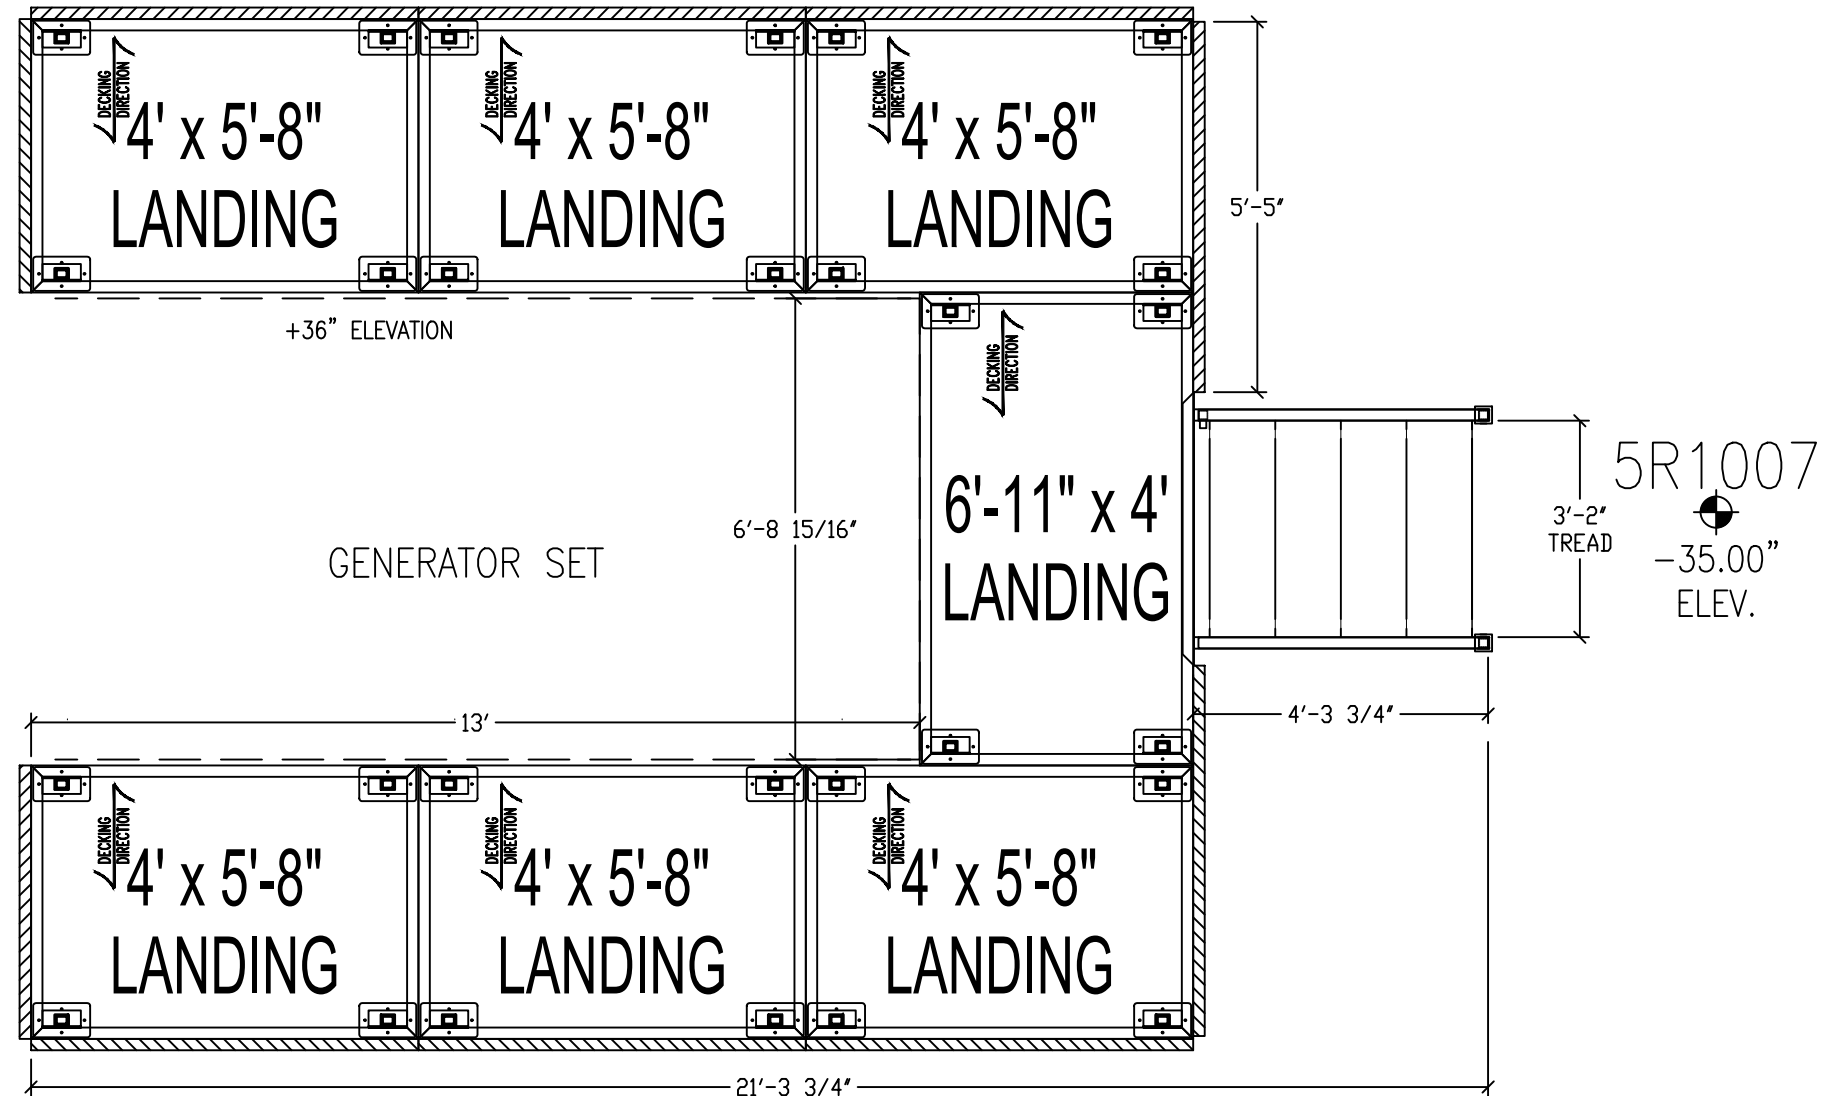 DECKING
DIRECTION
4' x 5'-8"
LANDING
DECKING
DIRECTION
4' x 5'-8"
LANDING
DECKING
DIRECTION
4' x 5'-8"
LANDING
5'-5"
+36" ELEVATION
DECKING
DIRECTION
6'-11" x 4'
LANDING
6'-8 15/16"
GENERATOR SET
5R1007
3'-2"
TREAD
-35.00"
ELEV.
13'
4'-3 3/4"
DECKING
DIRECTION
4' x 5'-8"
LANDING
DECKING
DIRECTION
4' x 5'-8"
LANDING
DECKING
DIRECTION
4' x 5'-8"
LANDING
21'-3 3/4"